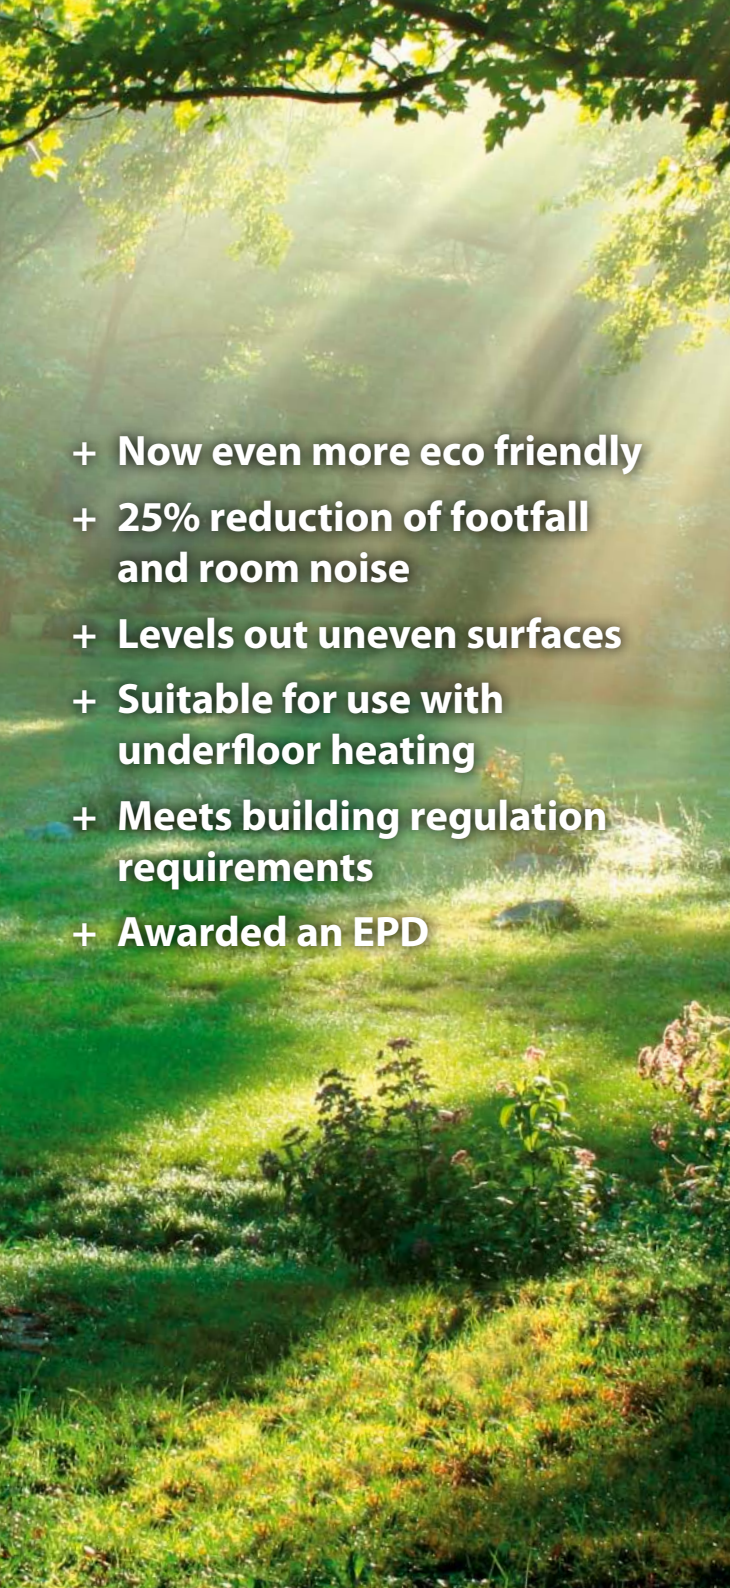 + Now even more eco friendly
+ 25% reduction of footfall
and room noise
+ Levels out uneven surfaces
+ Suitable for use with
underfloor heating
+ Meets building regulation
requirements
+ Awarded an EPD